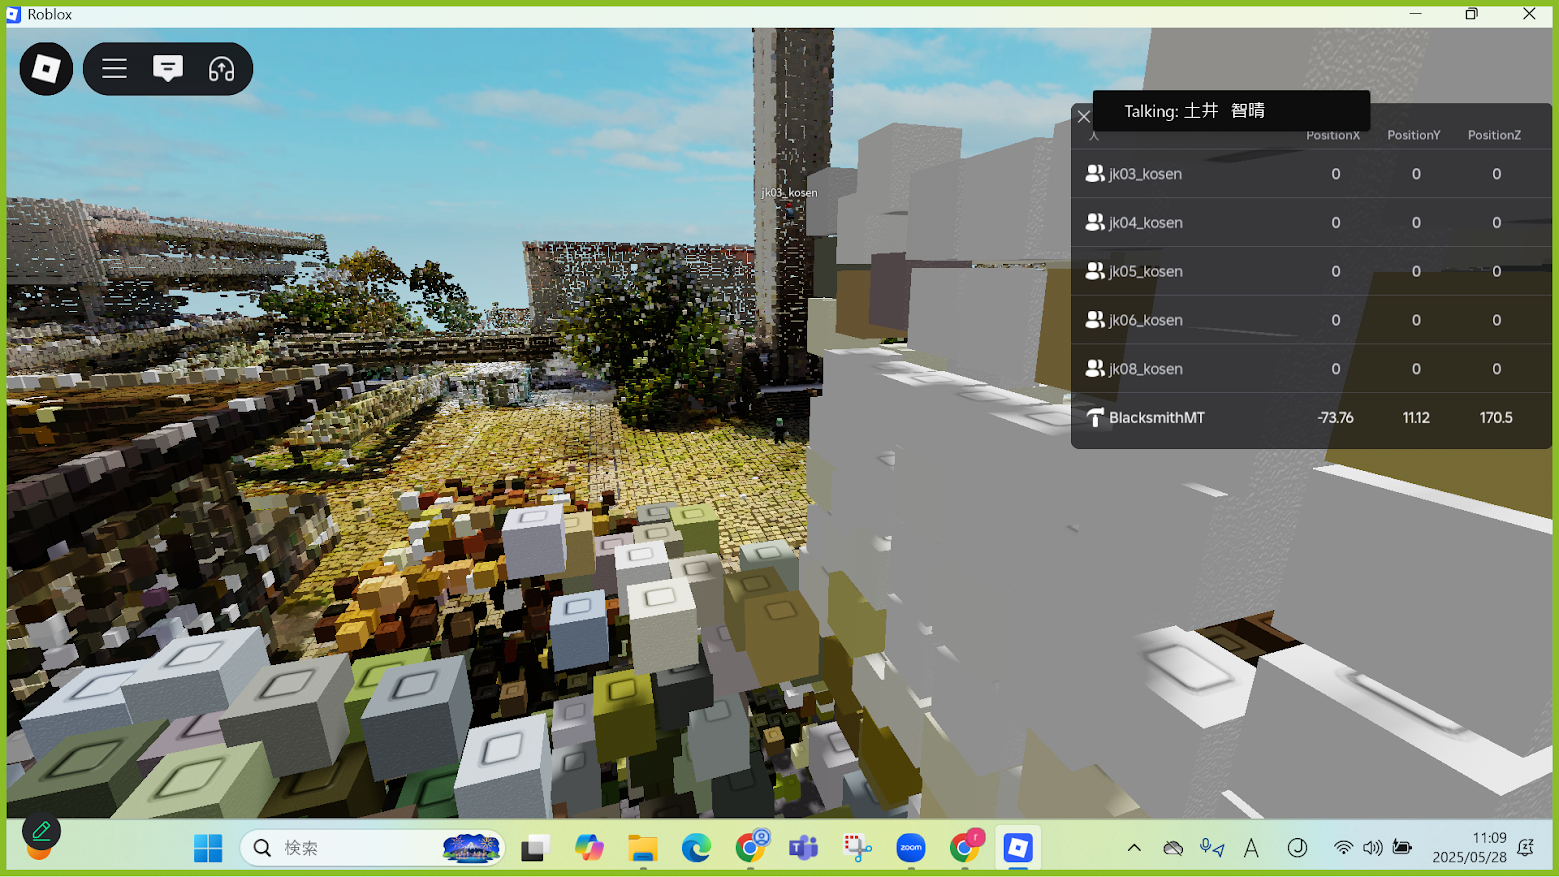 Roblox
Talking: 土井 智晴
人 PositionX PositionY PositionZ
jk03_kosen 0 0 0
jk04_kosen 0 0 0
jk05_kosen 0 0 0
jk06_kosen 0 0 0
jk08_kosen 0 0 0
BlacksmithMT -73.76 11.12 170.5
jk03_kosen
検索
zoom
r
A
11:09
2025/05/28